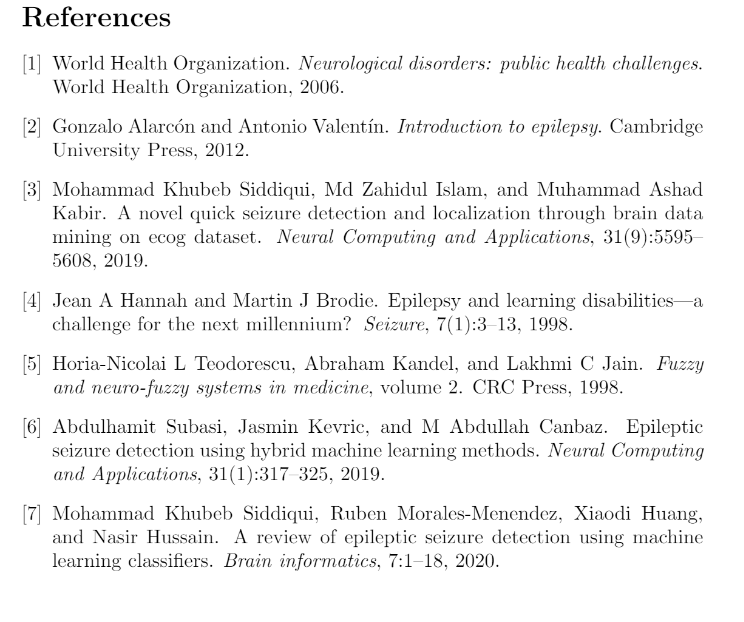 References
[1] World Health Organization. Neurological disorders: public health challenges.
World Health Organization, 2006.
[2] Gonzalo Alarcón and Antonio Valentín. Introduction to epilepsy. Cambridge
University Press, 2012.
[3] Mohammad Khubeb Siddiqui, Md Zahidul Islam, and Muhammad Ashad
Kabir. A novel quick seizure detection and localization through brain data
mining on ecog dataset. Neural Computing and Applications, 31(9):5595–
5608, 2019.
[4] Jean A Hannah and Martin J Brodie. Epilepsy and learning disabilities—a
challenge for the next millennium? Seizure, 7(1):3–13, 1998.
[5] Horia-Nicolai L Teodorescu, Abraham Kandel, and Lakhmi C Jain. Fuzzy
and neuro-fuzzy systems in medicine, volume 2. CRC Press, 1998.
[6] Abdulhamit Subasi, Jasmin Kevric, and M Abdullah Canbaz. Epileptic
seizure detection using hybrid machine learning methods. Neural Computing
and Applications, 31(1):317–325, 2019.
[7] Mohammad Khubeb Siddiqui, Ruben Morales-Menendez, Xiaodi Huang,
and Nasir Hussain. A review of epileptic seizure detection using machine
learning classifiers. Brain informatics, 7:1–18, 2020.